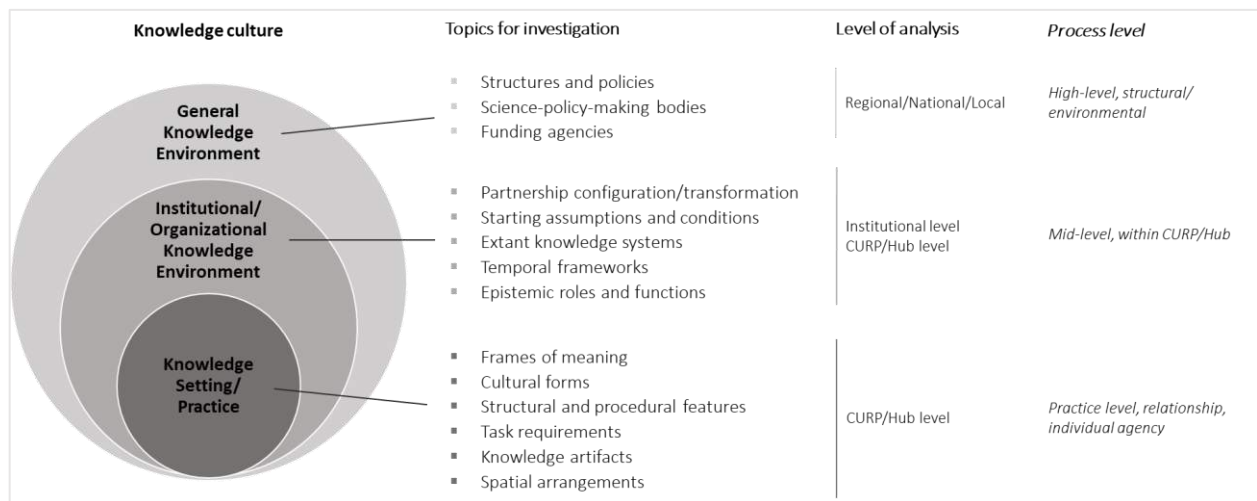 Knowledge culture
Topics for investigation
Level of analysis
Process level
General
Knowledge
Environment
Structures and policies
Science-policy-making bodies
Funding agencies
Regional/National/Local
High-level, structural/
environmental
Institutional/
Organizational
Knowledge
Environment
Partnership configuration/transformation
Starting assumptions and conditions
Extant knowledge systems
Temporal frameworks
Epistemic roles and functions
Institutional level
CURP/Hub level
Mid-level, within CURP/Hub
Knowledge
Setting/
Practice
Frames of meaning
Cultural forms
Structural and procedural features
Task requirements
Knowledge artifacts
Spatial arrangements
CURP/Hub level
Practice level, relationship,
individual agency